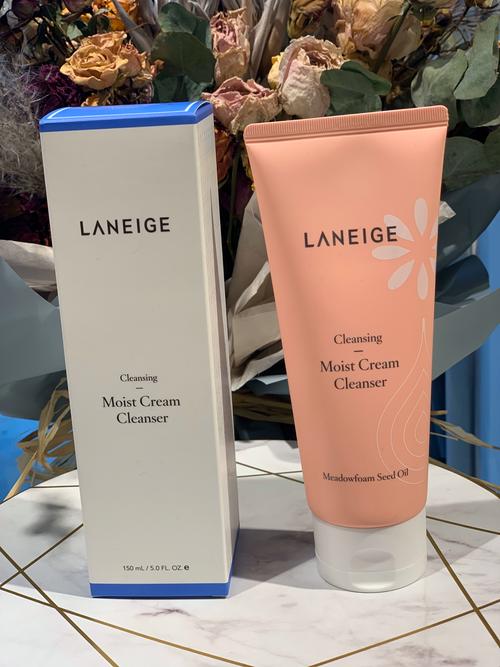 LANEIGE
Cleansing
Moist Cream
Cleanser
150 mL / 5.0 FL. OZ. ℮
LANEIGE
Cleansing
Moist Cream
Cleanser
Meadowfoam Seed Oil